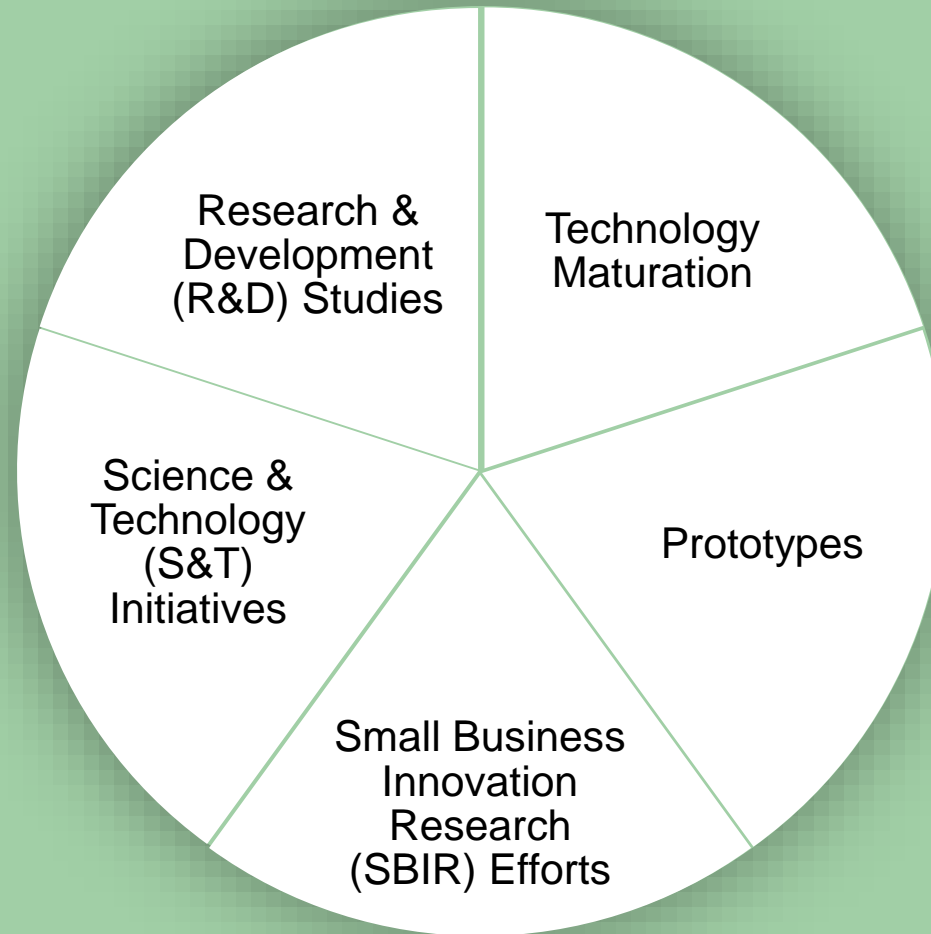 Research &
Development
(R&D) Studies
Technology
Maturation
Science &
Technology
(S&T)
Initiatives
Prototypes
Small Business
Innovation
Research
(SBIR) Efforts